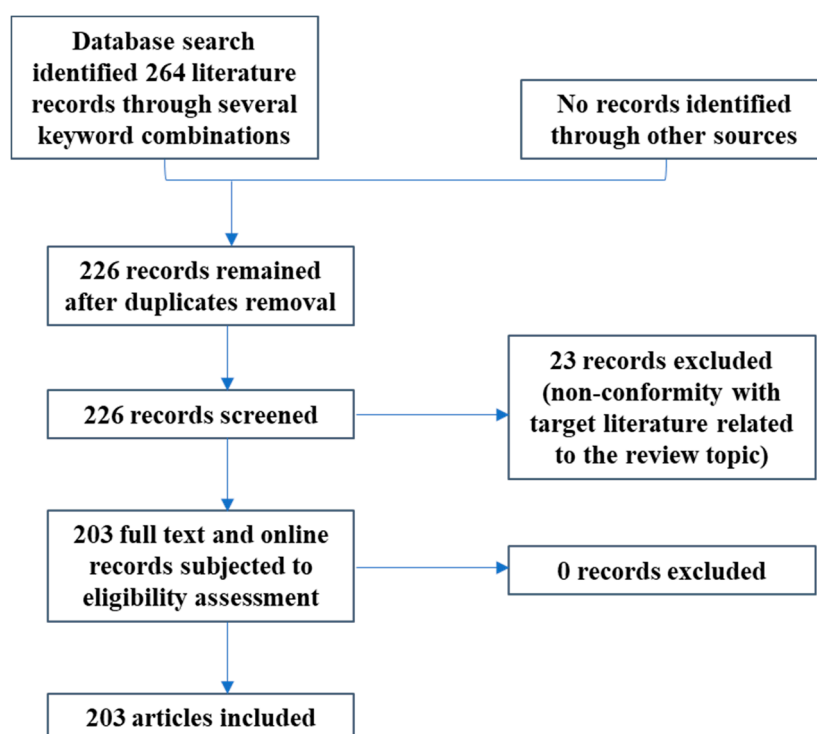 Database search
identified 264 literature
records through several
keyword combinations
No records identified
through other sources
226 records remained
after duplicates removal
226 records screened
23 records excluded
(non-conformity with
target literature related
to the review topic)
203 full text and online
records subjected to
eligibility assessment
0 records excluded
203 articles included